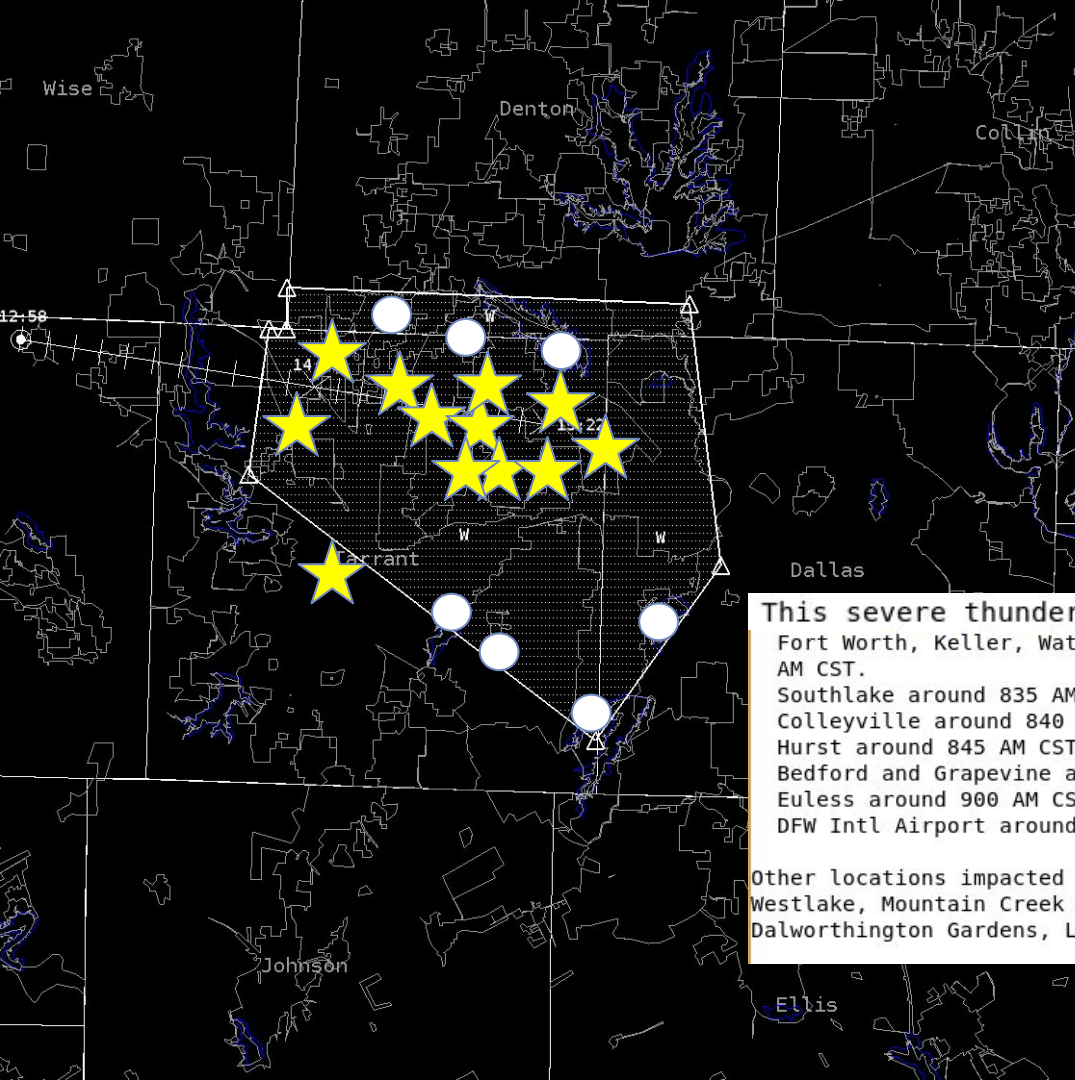 Wise
Denton
Collin
12:58
W
14
13:22
W
W
Tarrant
Dallas
This severe thunder
Fort Worth, Keller, Wat
AM CST.
Southlake around 835 AM
Colleyville around 840
Hurst around 845 AM CST
Bedford and Grapevine a
Euless around 900 AM CS
DFW Intl Airport around
Other locations impacted
Westlake, Mountain Creek
Dalworthington Gardens, L
Johnson
Ellis